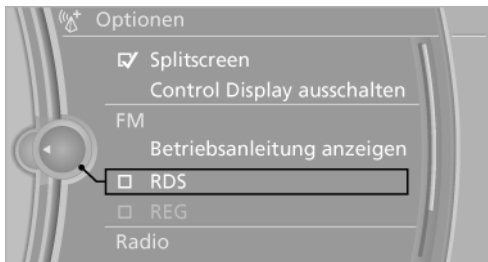 Optionen
Splitscreen
Control Display ausschalten
FM
Betriebsanleitung anzeigen
RDS
REG
Radio